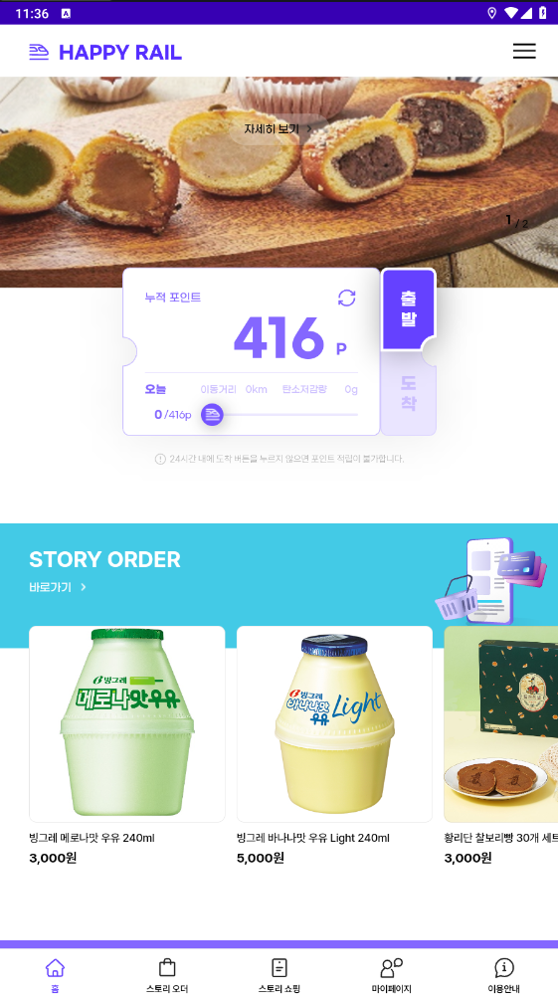 11:36
HAPPY RAIL
자세히 보기
1 / 2
누적 포인트
416 P
출발
도착
오늘 이동거리 0km 탄소저감량 0g
0 /416p
24시간 내에 도착 버튼을 누르지 않으면 포인트 적립이 불가합니다.
STORY ORDER
바로가기
빙그레
메로나맛우유
빙그레
바나나맛 우유 Light
빙그레 메로나맛 우유 240ml
3,000원
빙그레 바나나맛 우유 Light 240ml
5,000원
황리단 찰보리빵 30개 세트
3,000원
홈
스토리 오더
스토리 쇼핑
마이페이지
이용안내